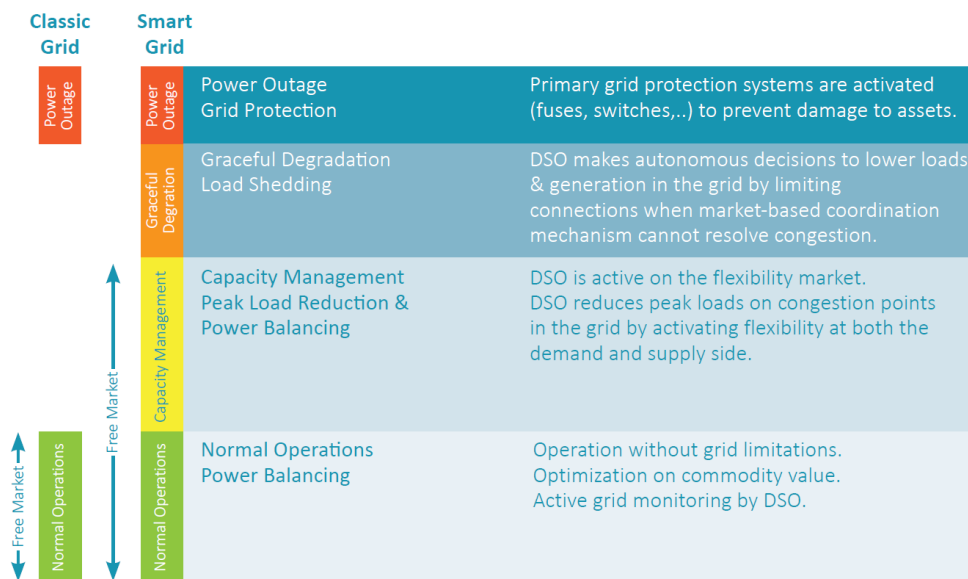 Classic
Grid
Smart
Grid
Power
Outage
Power
Outage
Power Outage
Grid Protection
Primary grid protection systems are activated
(fuses, switches,..) to prevent damage to assets.
Graceful
Degration
Graceful Degradation
Load Shedding
DSO makes autonomous decisions to lower loads
& generation in the grid by limiting
connections when market-based coordination
mechanism cannot resolve congestion.
Free Market
Capacity Management
Capacity Management
Peak Load Reduction &
Power Balancing
DSO is active on the flexibility market.
DSO reduces peak loads on congestion points
in the grid by activating flexibility at both the
demand and supply side.
Free Market
Normal Operations
Normal Operations
Normal Operations
Power Balancing
Operation without grid limitations.
Optimization on commodity value.
Active grid monitoring by DSO.